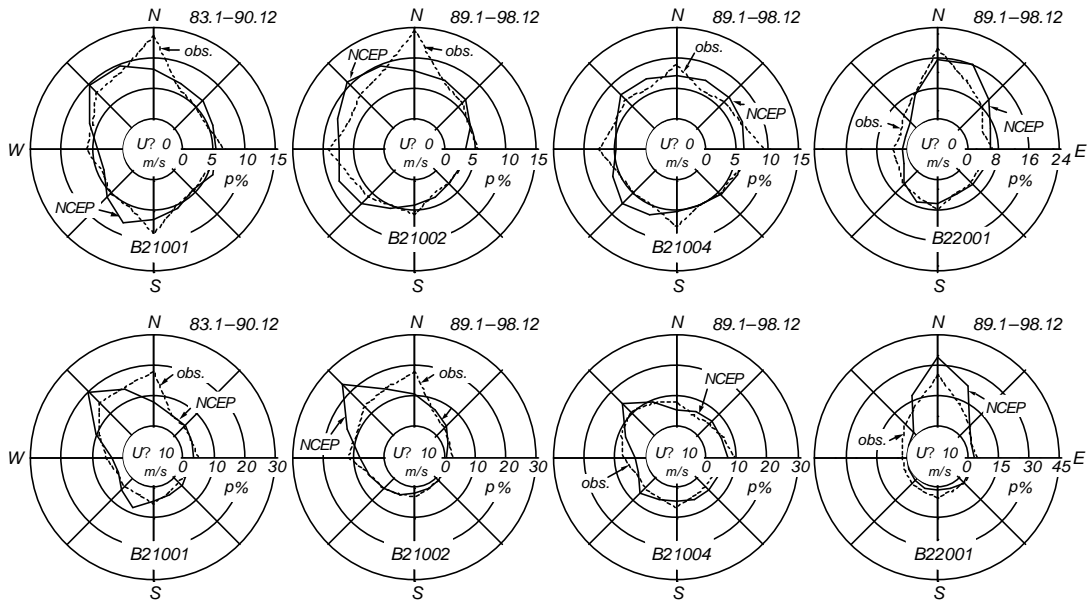 N 83.1–90.12 N 89.1–98.12 N 89.1–98.12 N 89.1–98.12
obs. NCEP obs. obs. NCEP obs. NCEP
W U? 0 m/s 0 5 10 15 p% NCEP B21001 S
U? 0 m/s 0 5 10 15 p% B21002 S
U? 0 m/s 0 5 10 15 p% B21004 S
U? 0 m/s 0 8 16 24 E p% B22001 S
N 83.1–90.12 N 89.1–98.12 N 89.1–98.12 N 89.1–98.12
obs. NCEP obs. NCEP NCEP obs. NCEP obs.
W U? 10 m/s 0 10 20 30 p% B21001 S
U? 10 m/s 0 10 20 30 p% B21002 S
U? 10 m/s 0 10 20 30 p% B21004 S
U? 10 m/s 0 15 30 45 E p% B22001 S